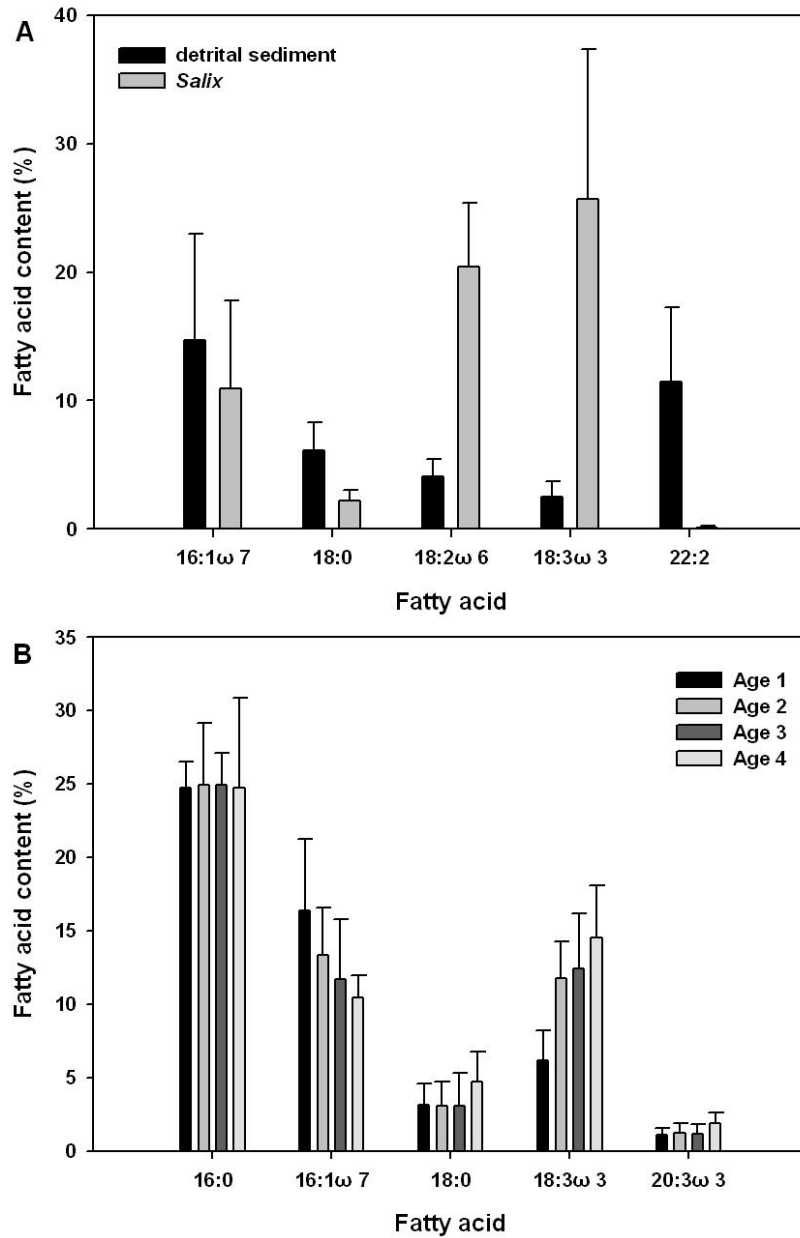 A
40
30
20
10
0
Fatty acid content (%)
detrital sediment
Salix
16:1ω 7 18:0 18:2ω 6 18:3ω 3 22:2
Fatty acid
B
35
30
25
20
15
10
5
0
Fatty acid content (%)
Age 1
Age 2
Age 3
Age 4
16:0 16:1ω 7 18:0 18:3ω 3 20:3ω 3
Fatty acid